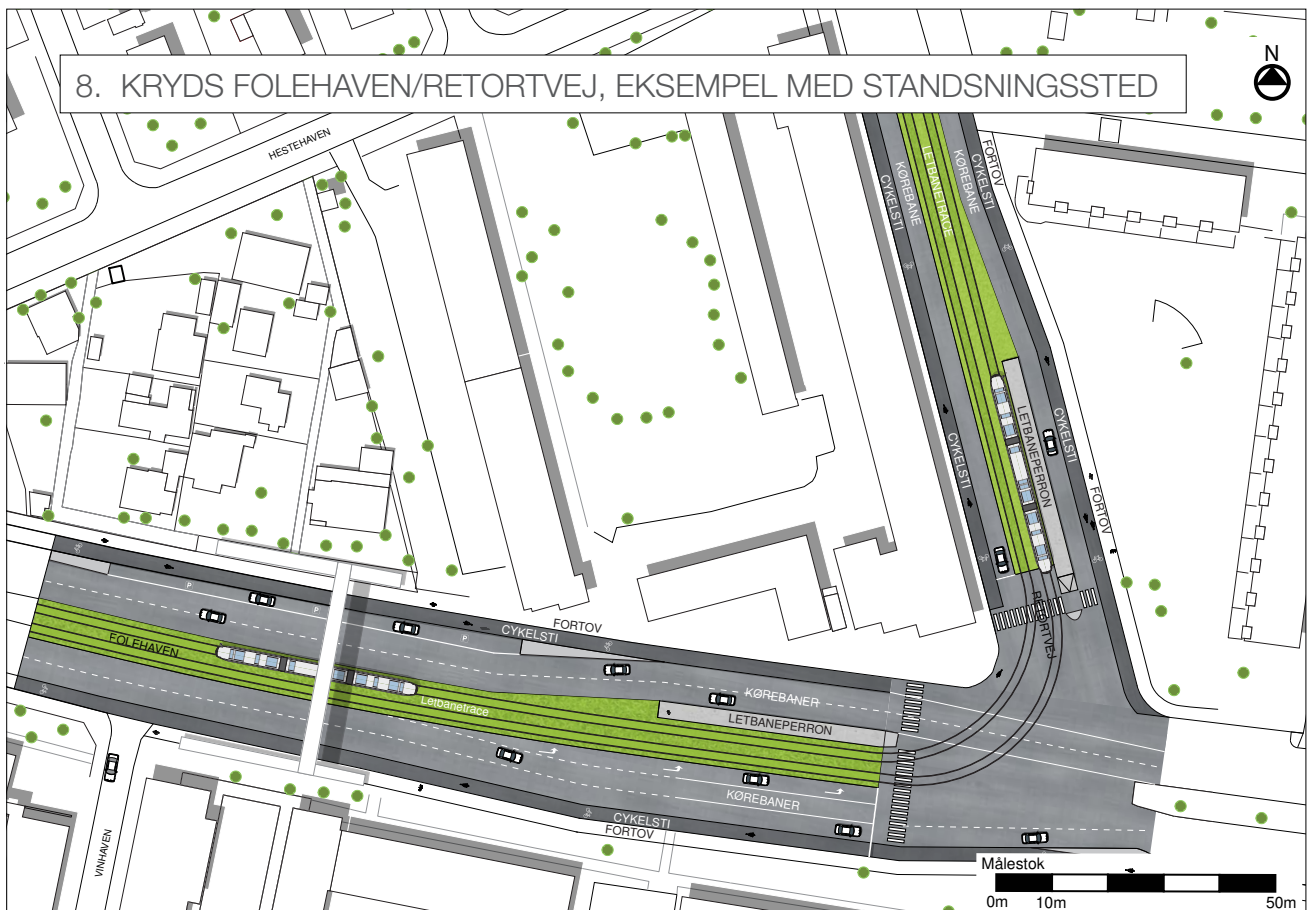 8. KRYDS FOLEHAVEN/RETORTVEJ, EKSEMPEL MED STANDSNINGSSTED
N
HESTEHAVEN
CYKELSTI
KØREBANE
LETBANETRACE
KØREBANE
CYKELSTI
FORTOV
CYKELSTI
LETBANEPERRON
CYKELSTI
FORTOV
RETORTVEJ
P
P
P
FORTOV
CYKELSTI
FOLEHAVEN
Letbanetrace
KØREBANER
LETBANEPERRON
KØREBANER
CYKELSTI
FORTOV
VINHAVEN
Målestok
0m 10m 50m